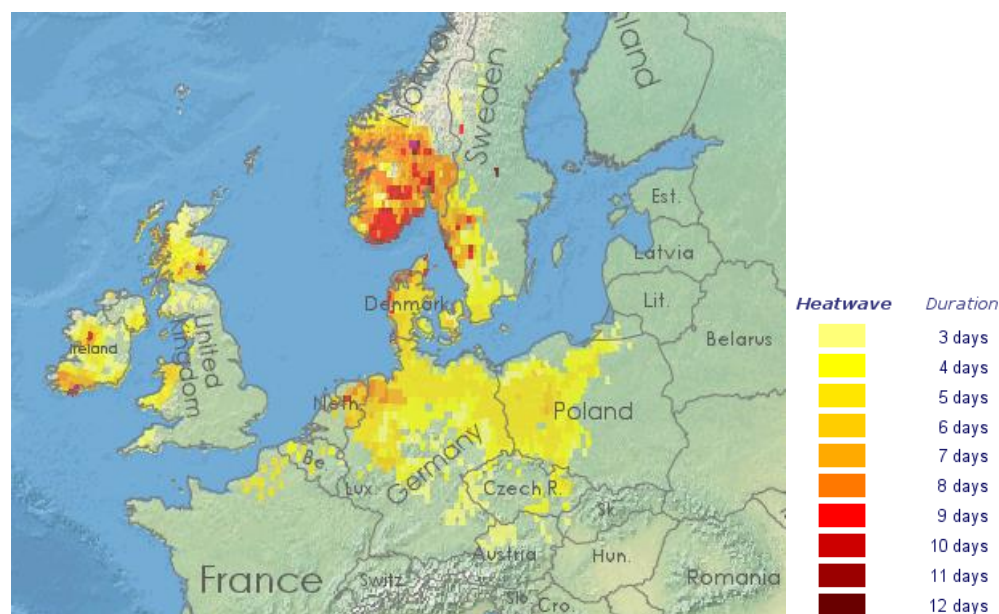 Norway
Sweden
nland
Est.
Latvia
Lit.
Belarus
Denmark
United
Kingdom
Ireland
Neth.
Poland
Germany
Be.
Lux.
Czech R.
Sk.
Austria
Hun.
France
Switz.
Slo.
Cro.
Romania
Heatwave Duration
3 days
4 days
5 days
6 days
7 days
8 days
9 days
10 days
11 days
12 days